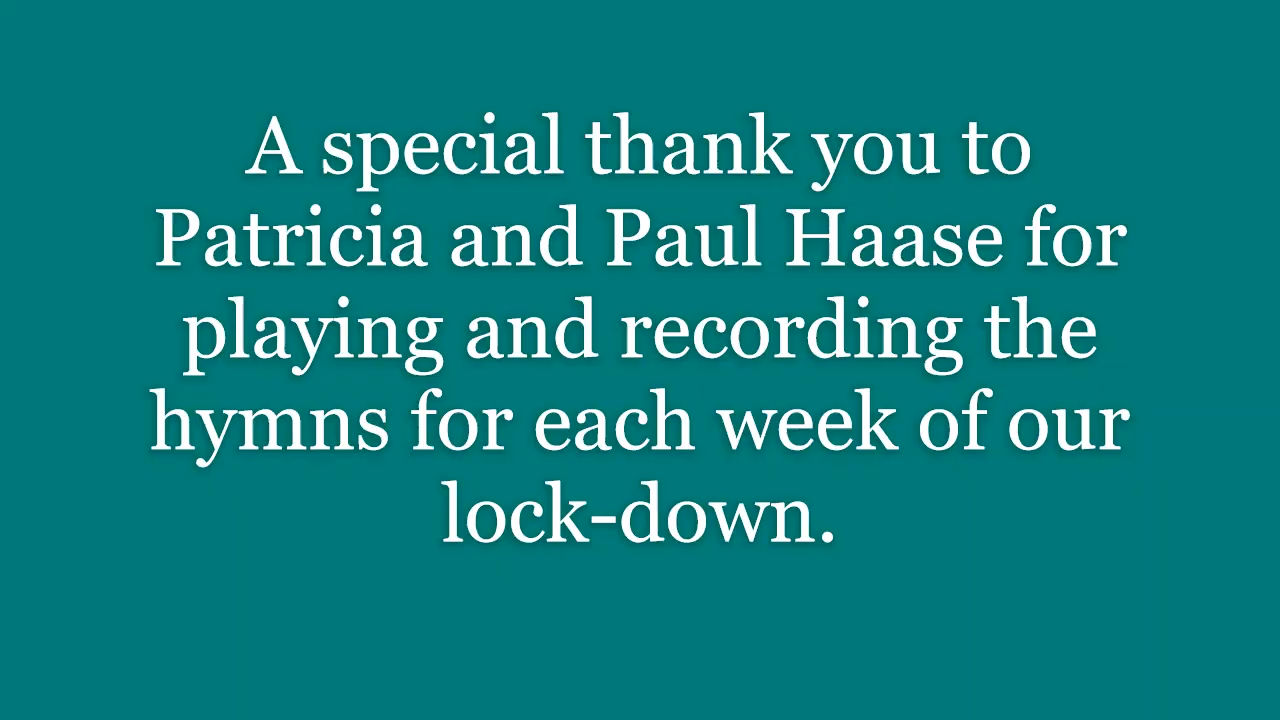 A special thank you to
Patricia and Paul Haase for
playing and recording the
hymns for each week of our
lock-down.